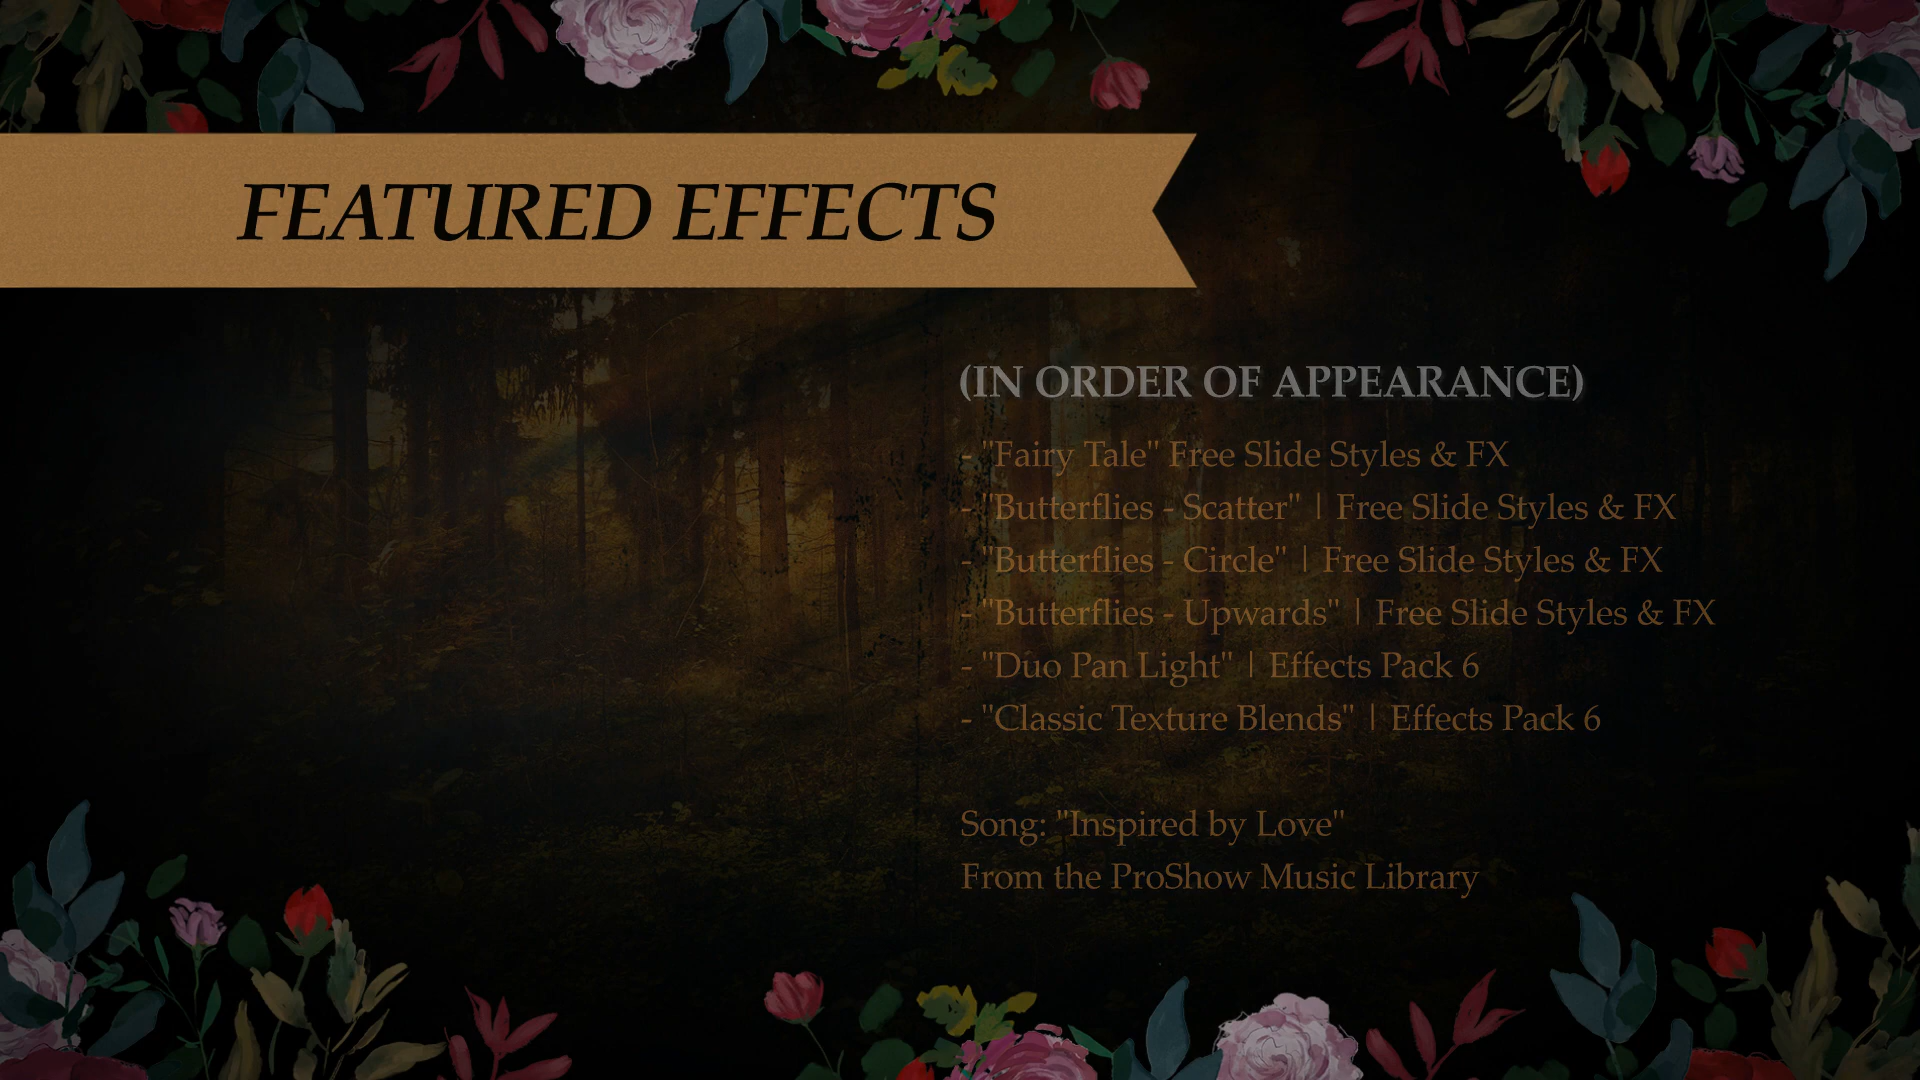 FEATURED EFFECTS
(IN ORDER OF APPEARANCE)
- "Fairy Tale" Free Slide Styles & FX
- "Butterflies - Scatter" | Free Slide Styles & FX
- "Butterflies - Circle" | Free Slide Styles & FX
- "Butterflies - Upwards" | Free Slide Styles & FX
- "Duo Pan Light" | Effects Pack 6
- "Classic Texture Blends" | Effects Pack 6
Song: "Inspired by Love"
From the ProShow Music Library